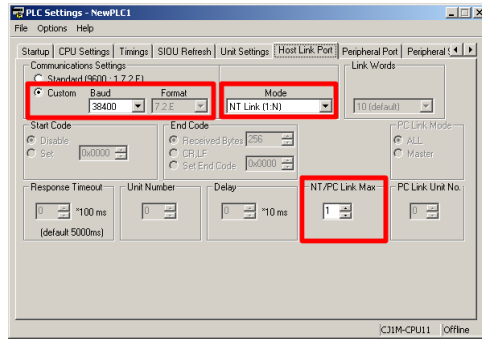 PLC Settings - NewPLC1
File Options Help
Startup CPU Settings Timings SIOU Refresh Unit Settings Host Link Port Peripheral Port Peripheral
Communications Settings
Link Words
Standard (9600 ; 1,7,2,E)
Custom Baud Format Mode
38400 7,2,E NT Link (1:N) 10 (default)
Start Code End Code PC Link Mode
Disable Received Bytes 256 ALL
Set 0x0000 CR,LF Master
Set End Code 0x0000
Response Timeout Unit Number Delay NT/PC Link Max PC Link Unit No.
0 *100 ms 0 0 *10 ms 1 0
(default 5000ms)
CJ1M-CPU11 Offline